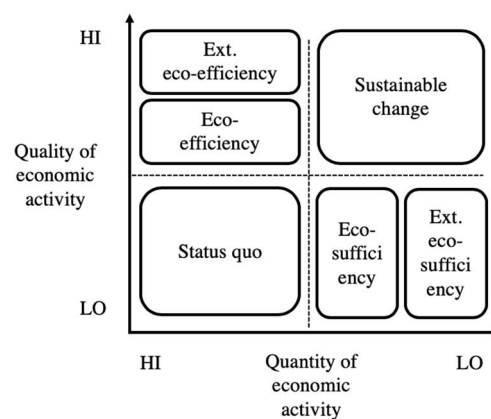 HI
Ext.
eco-efficiency
Sustainable
change
Eco-
efficiency
Quality of
economic
activity
Status quo
Eco-
suffici
ency
Ext.
eco-
suffici
ency
LO
HI
Quantity of
economic
activity
LO